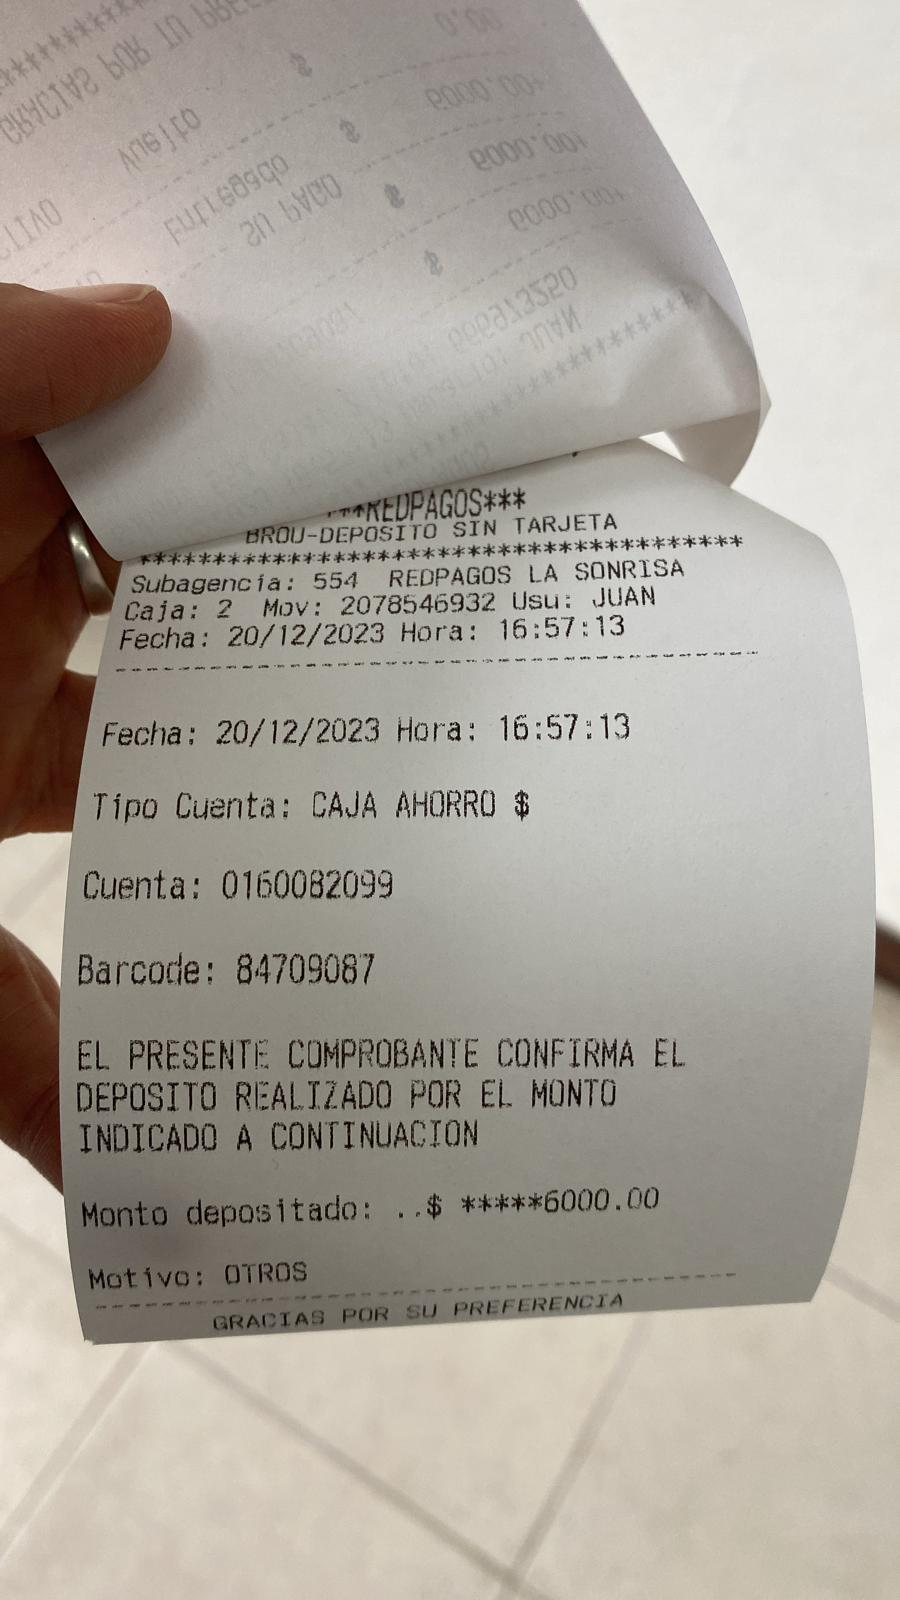 GRACIAS POR TU PREF
Vuelto $ 0.00
Entregado $ 6000.00+
SU PAGO $ 6000.00+
$ 6000.00+
666973250
JUAN
***REDPAGOS***
BROU-DEPOSITO SIN TARJETA
*****************************************
Subagencia: 554 REDPAGOS LA SONRISA
Caja: 2 Mov: 2078546932 Usu: JUAN
Fecha: 20/12/2023 Hora: 16:57:13
Fecha: 20/12/2023 Hora: 16:57:13
Tipo Cuenta: CAJA AHORRO $
Cuenta: 0160082099
Barcode: 84709087
EL PRESENTE COMPROBANTE CONFIRMA EL
DEPOSITO REALIZADO POR EL MONTO
INDICADO A CONTINUACION
Monto depositado: ..$ *****6000.00
Motivo: OTROS
GRACIAS POR SU PREFERENCIA